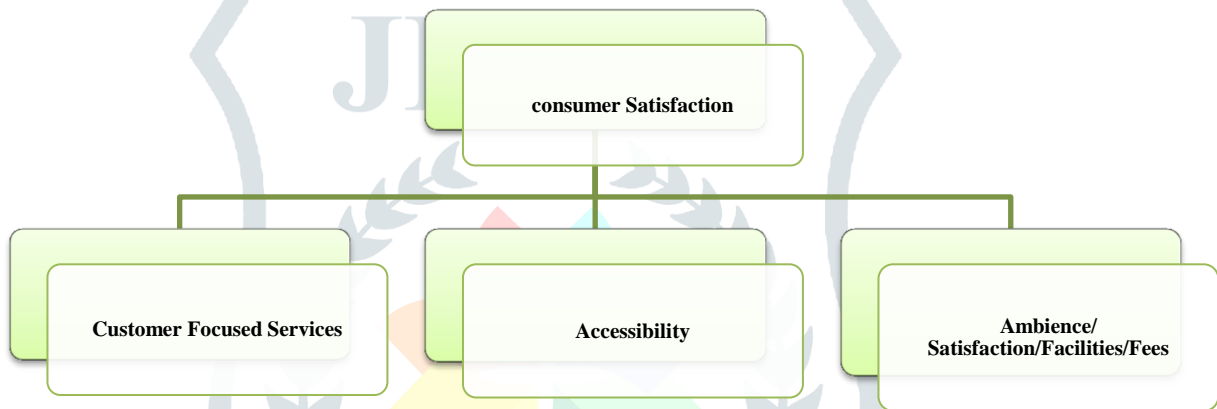 consumer Satisfaction
Customer Focused Services
Accessibility
Ambience/
Satisfaction/Facilities/Fees